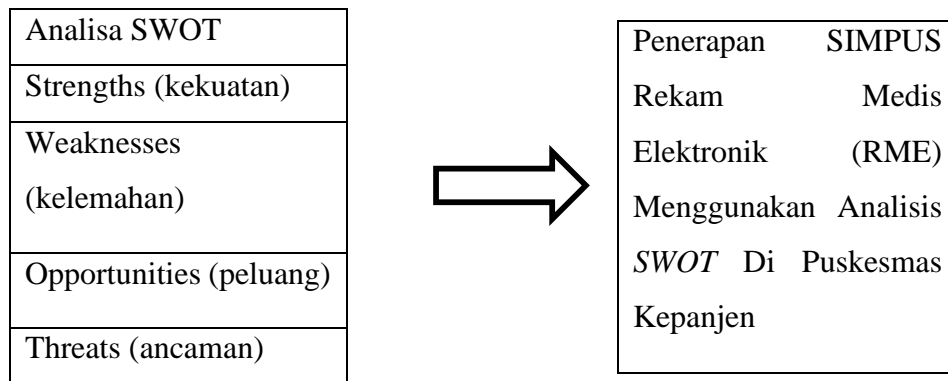 Analisa SWOT
Strengths (kekuatan)
Weaknesses
(kelemahan)
Opportunities (peluang)
Threats (ancaman)
Penerapan SIMPUS
Rekam Medis
Elektronik (RME)
Menggunakan Analisis
SWOT Di Puskesmas
Kepanjen